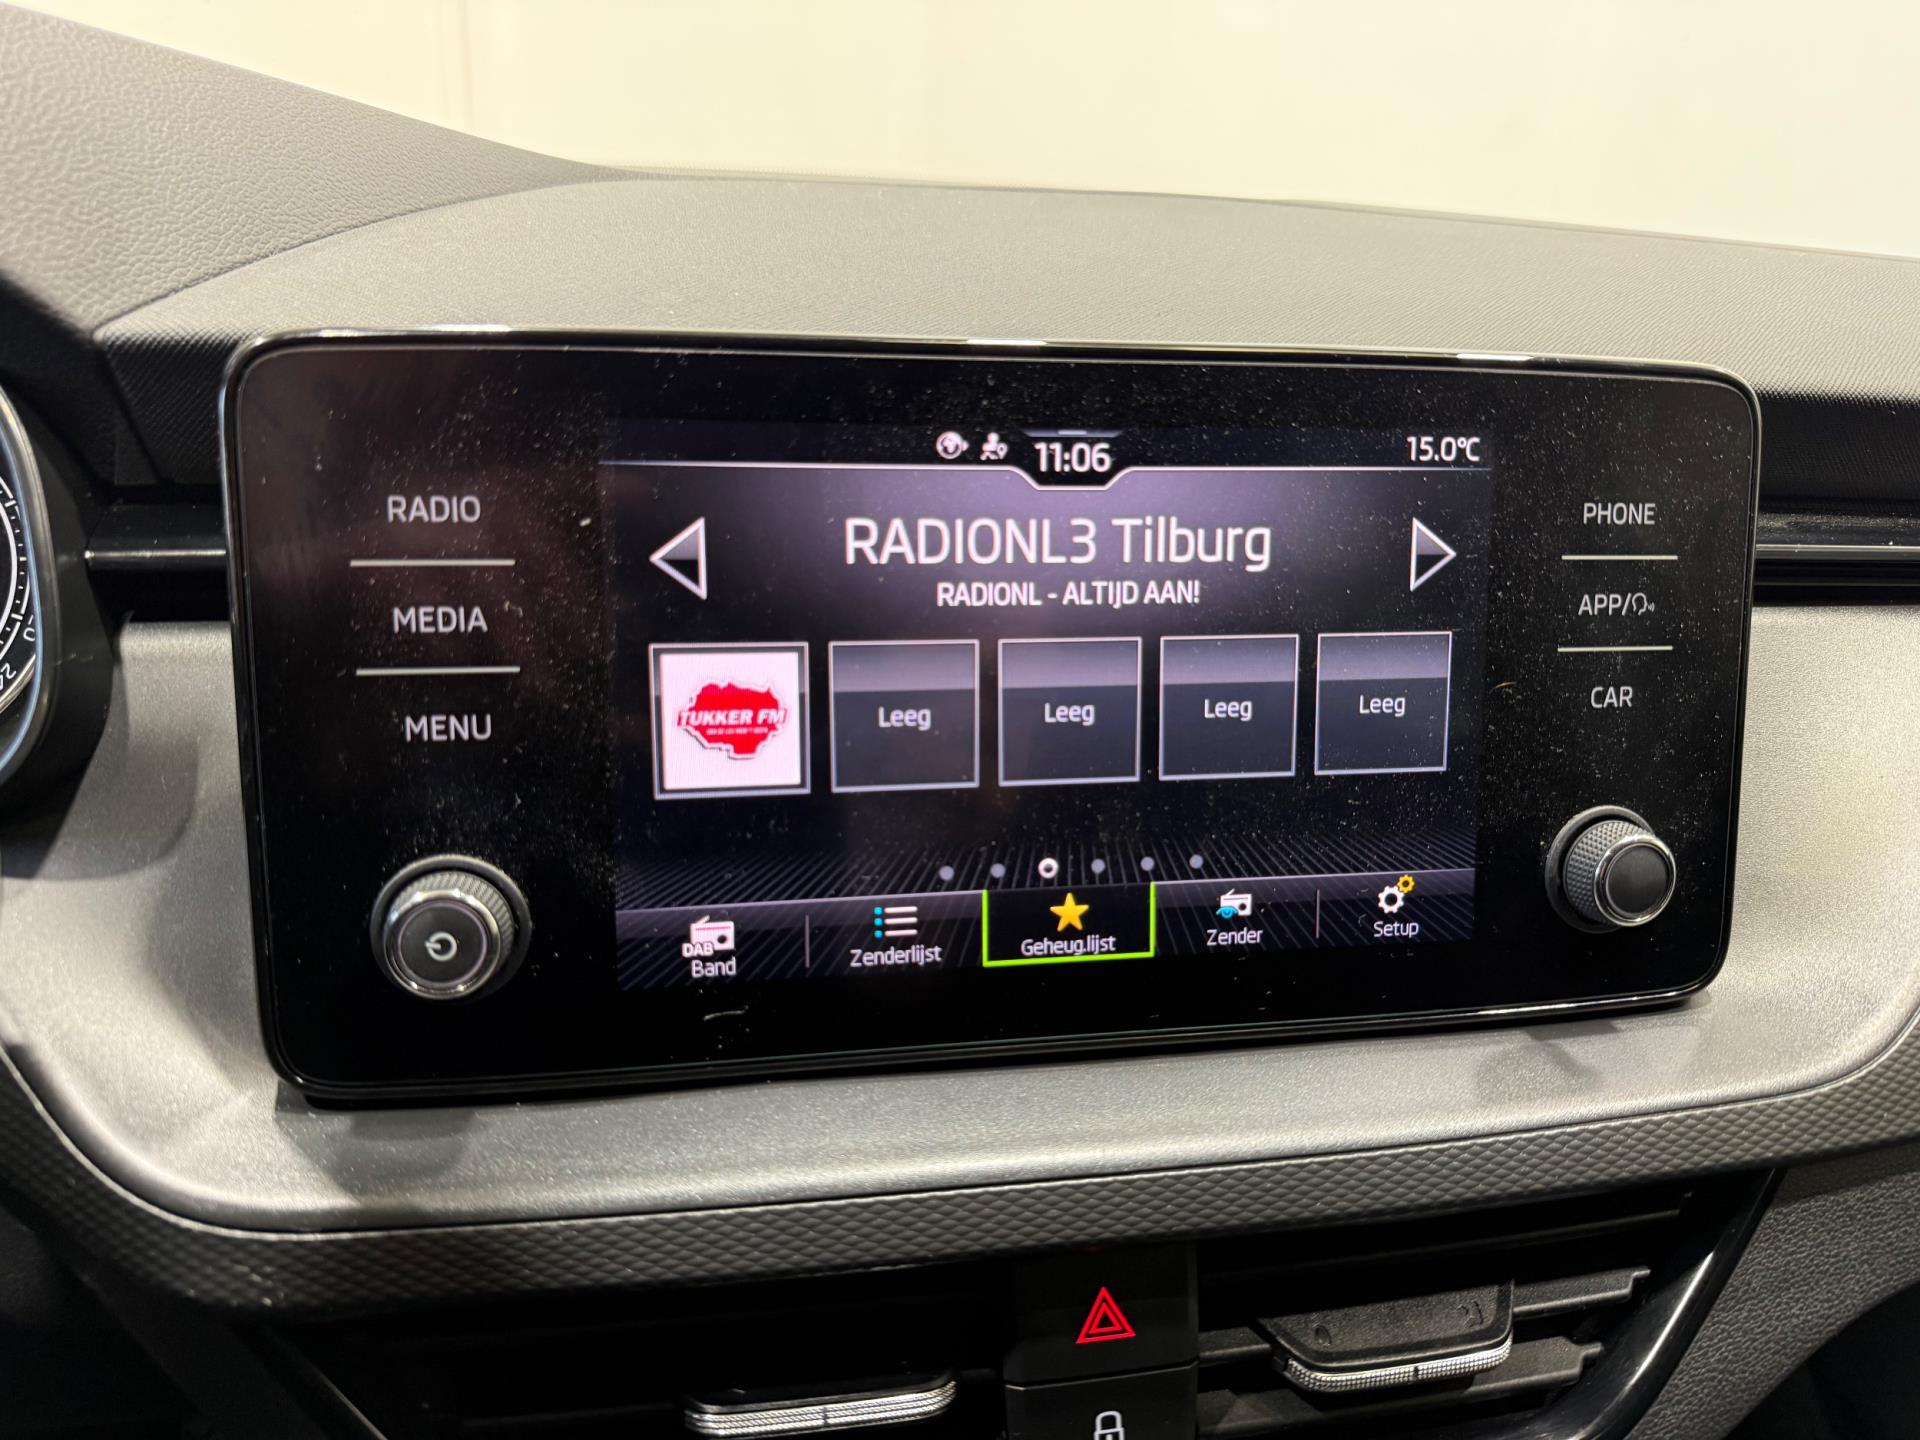 11:06
15.0°C
RADIO
MEDIA
MENU
RADIONL3 Tilburg
RADIONL - ALTIJD AAN!
TUKKER FM
Leeg
Leeg
Leeg
Leeg
PHONE
APP/
CAR
DAB
Band
Zenderlijst
Geheug.lijst
Zender
Setup